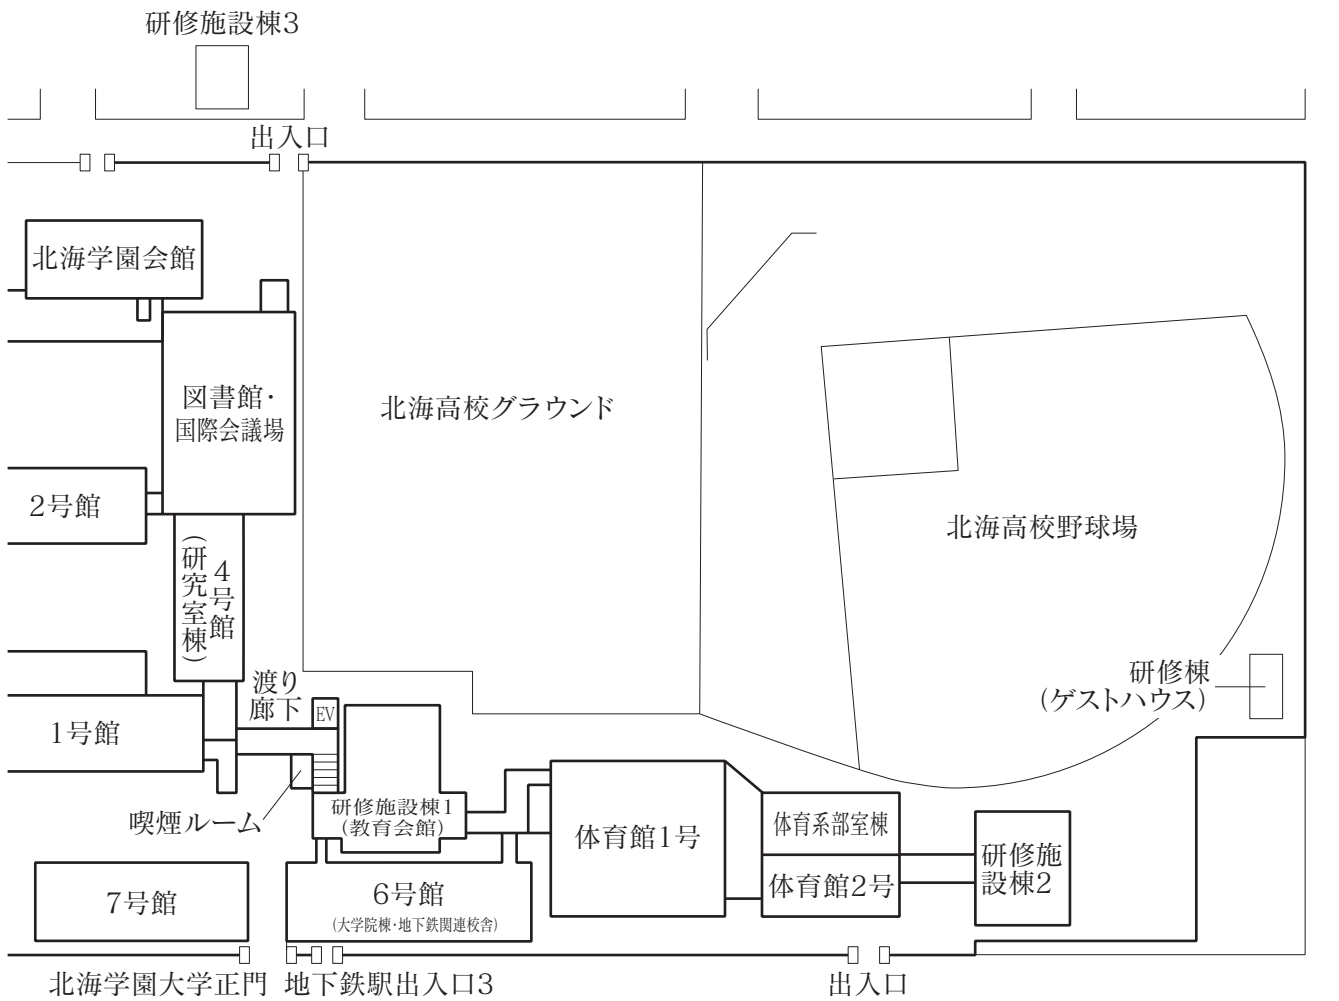 研修施設棟3
出入口
北海学園会館
図書館・
国際会議場
北海高校グラウンド
2号館
北海高校野球場
4号館
(研究室棟)
研修棟
(ゲストハウス)
渡り
廊下
EV
1号館
喫煙ルーム
研修施設棟1
(教育会館)
体育館1号
体育系部室棟
体育館2号
研修施
設棟2
7号館
6号館
(大学院棟・地下鉄関連校舎)
北海学園大学正門
地下鉄駅出入口3
出入口